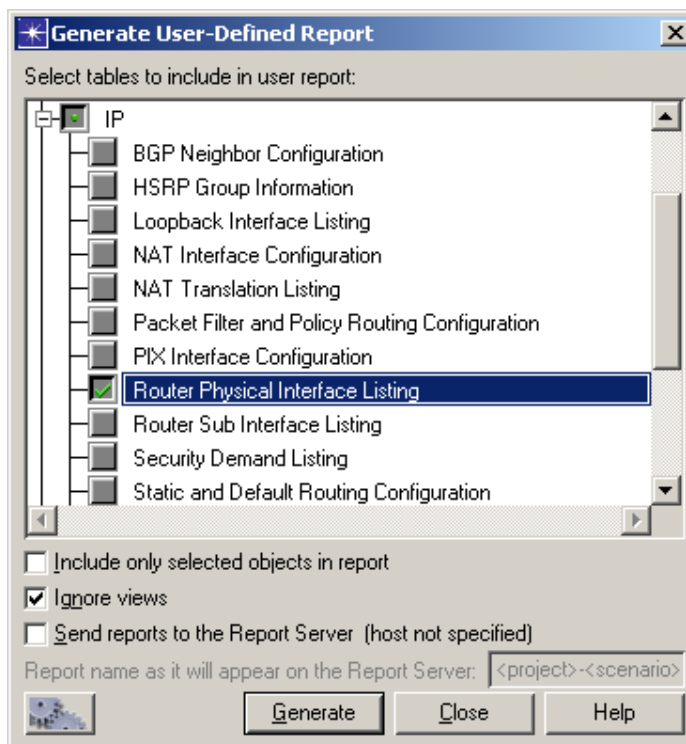 Generate User-Defined Report
Select tables to include in user report:
IP
BGP Neighbor Configuration
HSRP Group Information
Loopback Interface Listing
NAT Interface Configuration
NAT Translation Listing
Packet Filter and Policy Routing Configuration
PIX Interface Configuration
Router Physical Interface Listing
Router Sub Interface Listing
Security Demand Listing
Static and Default Routing Configuration
Include only selected objects in report
Ignore views
Send reports to the Report Server (host not specified)
Report name as it will appear on the Report Server: <project>-<scenario>
Generate Close Help